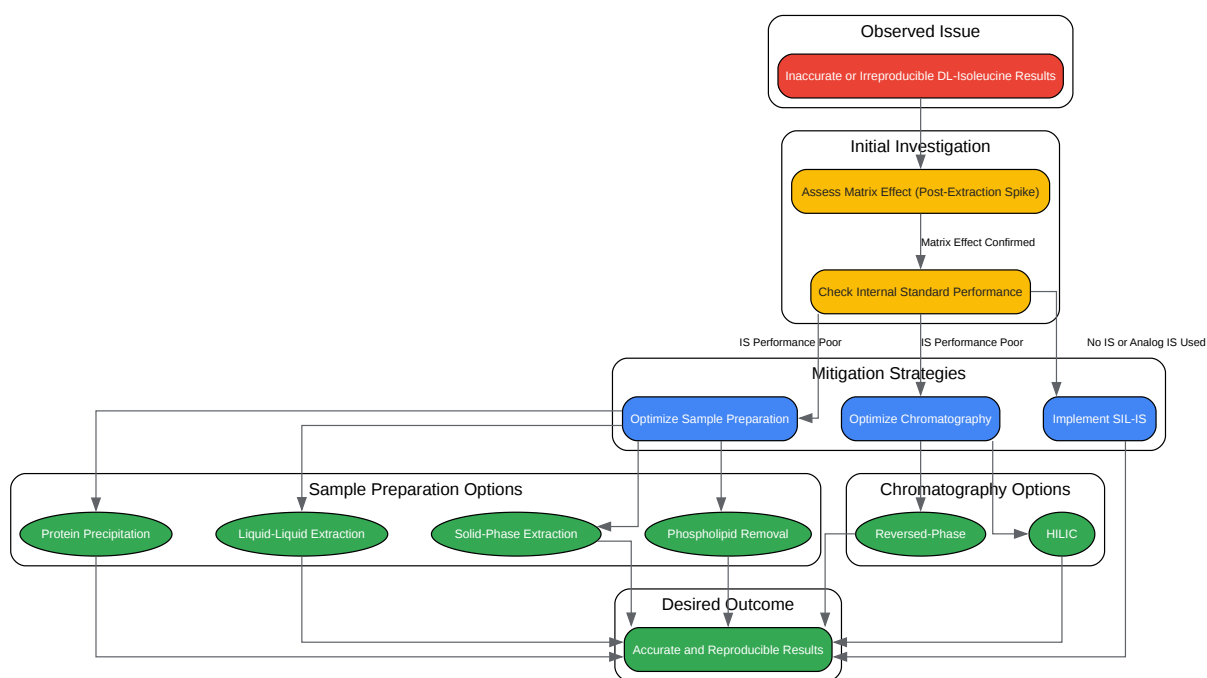 Observed Issue
Inaccurate or Irreproducible DL-Isoleucine Results
Initial Investigation
Assess Matrix Effect (Post-Extraction Spike)
Matrix Effect Confirmed
Check Internal Standard Performance
IS Performance Poor
IS Performance Poor
No IS or Analog IS Used
Mitigation Strategies
Optimize Sample Preparation
Optimize Chromatography
Implement SIL-IS
Sample Preparation Options
Chromatography Options
Protein Precipitation
Liquid-Liquid Extraction
Solid-Phase Extraction
Phospholipid Removal
Reversed-Phase
HILIC
Desired Outcome
Accurate and Reproducible Results